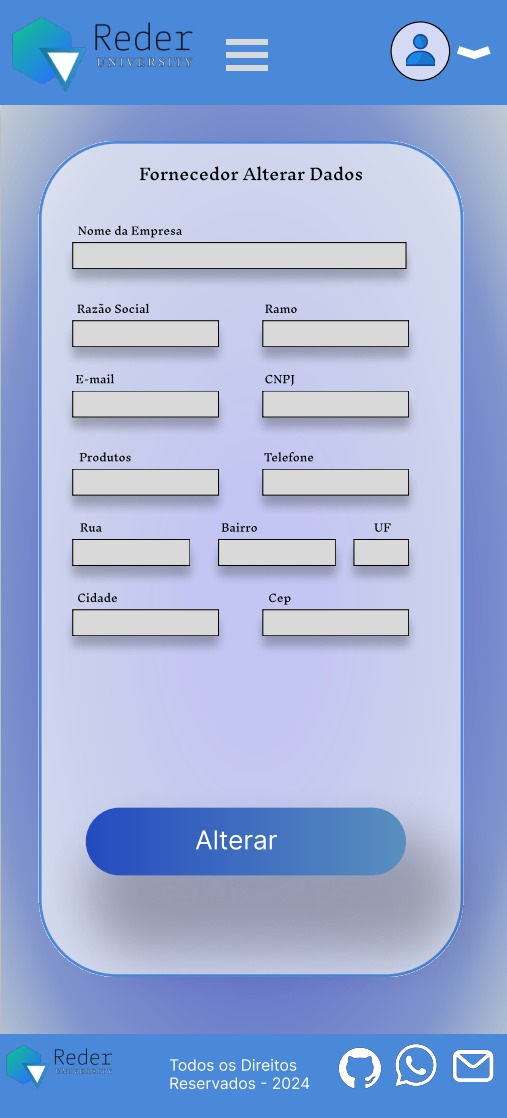 Reder
UNIVERSITY
Fornecedor Alterar Dados
Nome da Empresa
Razão Social Ramo
E-mail CNPJ
Produtos Telefone
Rua Bairro UF
Cidade Cep
Alterar
Reder
UNIVERSITY
Todos os Direitos
Reservados - 2024